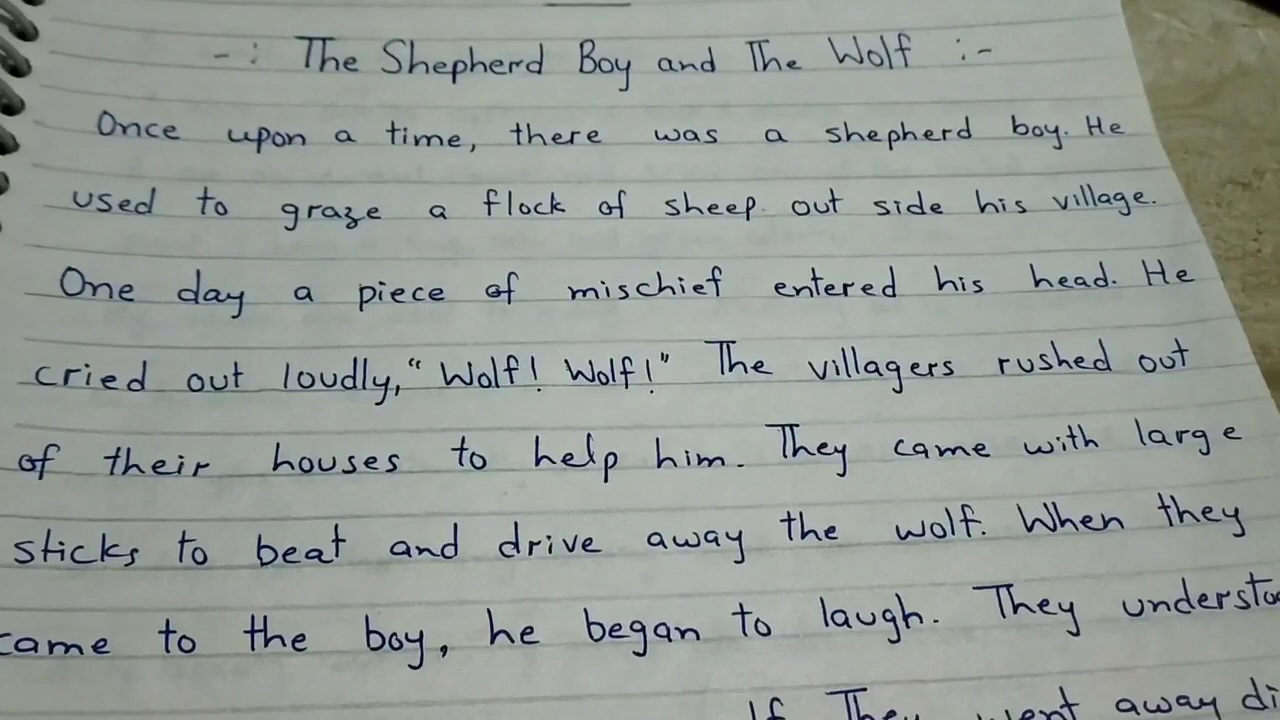 -: The Shepherd Boy and The Wolf :-
Once upon a time, there was a shepherd boy. He
used to graze a flock of sheep out side his village.
One day a piece of mischief entered his head. He
cried out loudly, "Wolf! Wolf!" The villagers rushed out
of their houses to help him. They came with large
sticks to beat and drive away the wolf. When they
came to the boy, he began to laugh. They
They went away